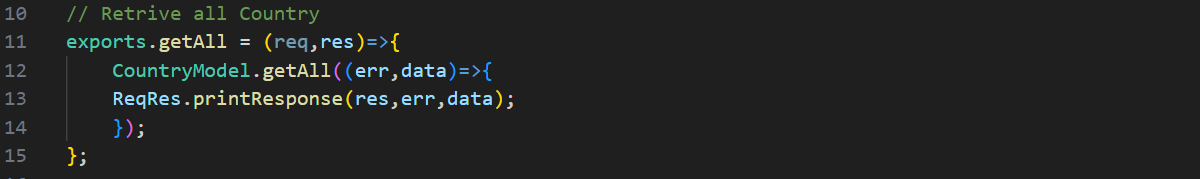 10 // Retrive all Country
11 exports.getAll = (req,res)=>{
12 CountryModel.getAll((err,data)=>{
13 ReqRes.printResponse(res,err,data);
14 });
15 };